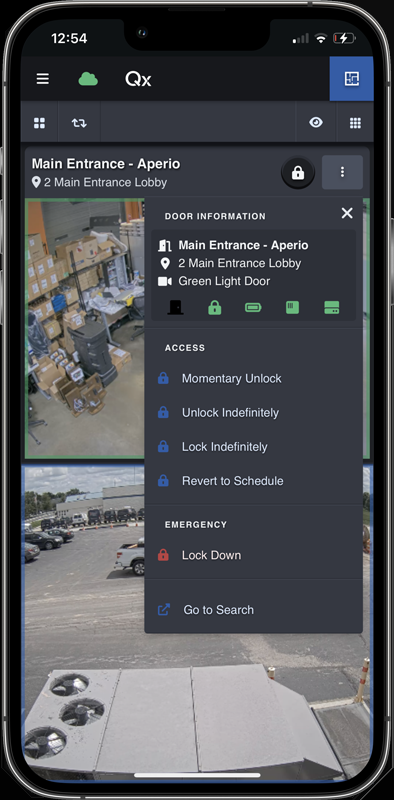 12:54
Qx
Main Entrance - Aperio
2 Main Entrance Lobby
DOOR INFORMATION
Main Entrance - Aperio
2 Main Entrance Lobby
Green Light Door
ACCESS
Momentary Unlock
Unlock Indefinitely
Lock Indefinitely
Revert to Schedule
EMERGENCY
Lock Down
Go to Search